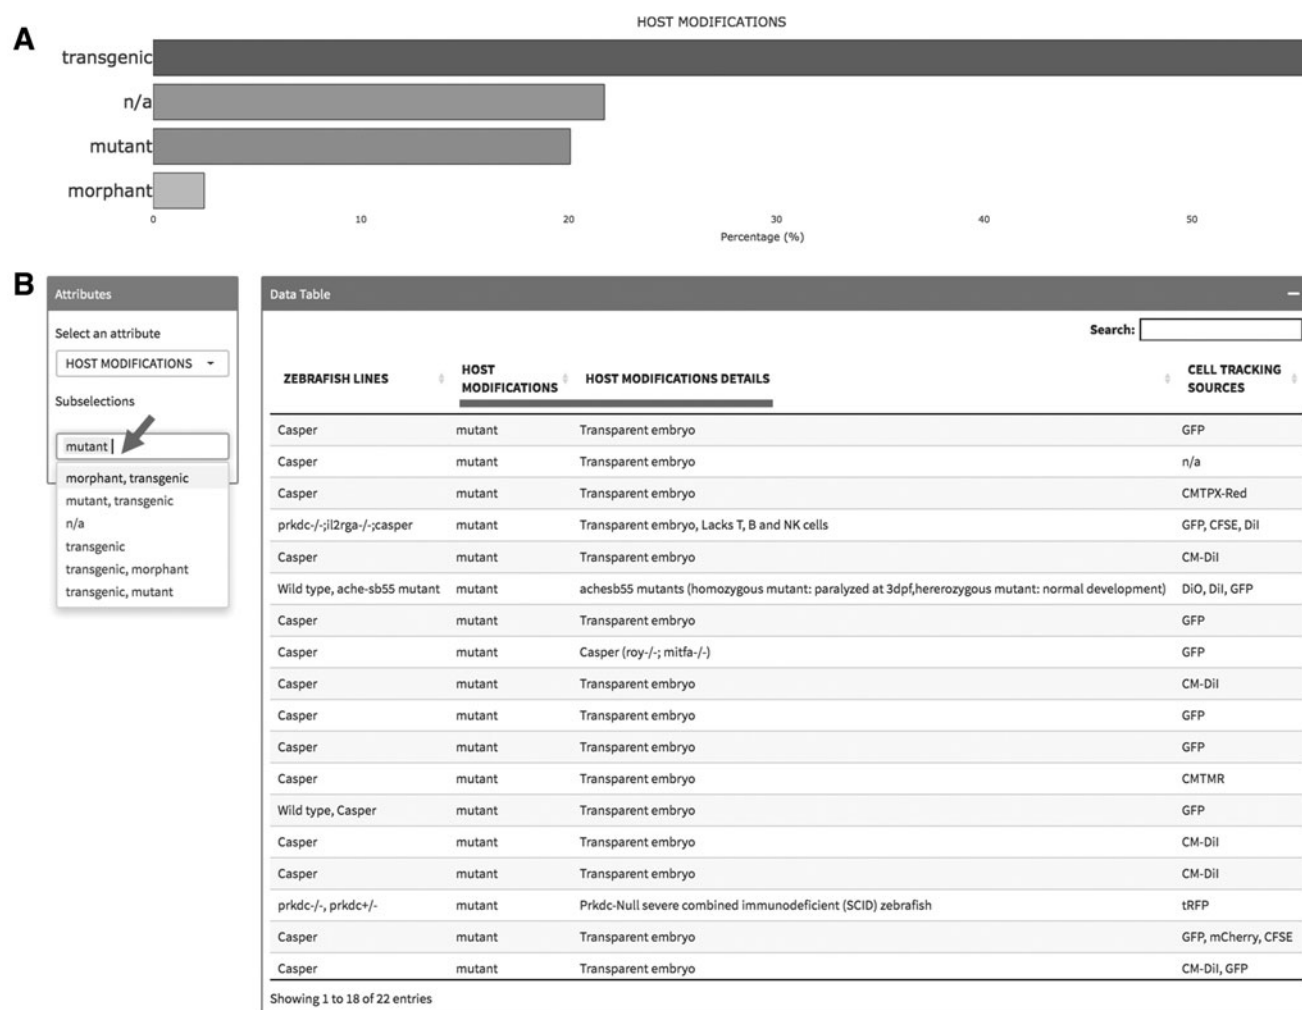 A
HOST MODIFICATIONS
transgenic
n/a
mutant
morphant
0 10 20 30 40 50
Percentage (%)
B
Attributes
Select an attribute
HOST MODIFICATIONS
Subselections
mutant
morphant, transgenic
mutant, transgenic
n/a
transgenic
transgenic, morphant
transgenic, mutant
Data Table
Search:
ZEBRAFISH LINES HOST MODIFICATIONS HOST MODIFICATIONS DETAILS CELL TRACKING SOURCES
Casper mutant Transparent embryo GFP
Casper mutant Transparent embryo n/a
Casper mutant Transparent embryo CMTPX-Red
prkdc-/-;il2rga-/-;casper mutant Transparent embryo, Lacks T, B and NK cells GFP, CFSE, DiI
Casper mutant Transparent embryo CM-DiI
Wild type, ache-sb55 mutant mutant achesb55 mutants (homozygous mutant: paralyzed at 3dpf,hererozygous mutant: normal development) DiO, DiI, GFP
Casper mutant Transparent embryo GFP
Casper mutant Casper (roy-/-; mitfa-/-) GFP
Casper mutant Transparent embryo CM-DiI
Casper mutant Transparent embryo GFP
Casper mutant Transparent embryo GFP
Casper mutant Transparent embryo CMTMR
Wild type, Casper mutant Transparent embryo GFP
Casper mutant Transparent embryo CM-DiI
Casper mutant Transparent embryo CM-DiI
prkdc-/-, prkdc+/- mutant Prkdc-Null severe combined immunodeficient (SCID) zebrafish tRFP
Casper mutant Transparent embryo GFP, mCherry, CFSE
Casper mutant Transparent embryo CM-DiI, GFP
Showing 1 to 18 of 22 entries